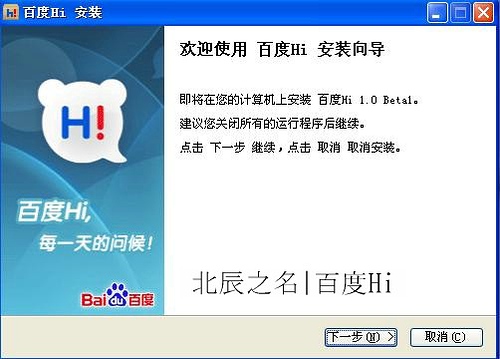 百度Hi 安装
欢迎使用 百度Hi 安装向导
即将在您的计算机上安装 百度Hi 1.0 Beta1。
建议您关闭所有的运行程序后继续。
点击 下一步 继续，点击 取消 取消安装。
Hi!
百度Hi,
每一天的问候!
Bai du 百度
北辰之名|百度Hi
下一步(N) >
取消(C)